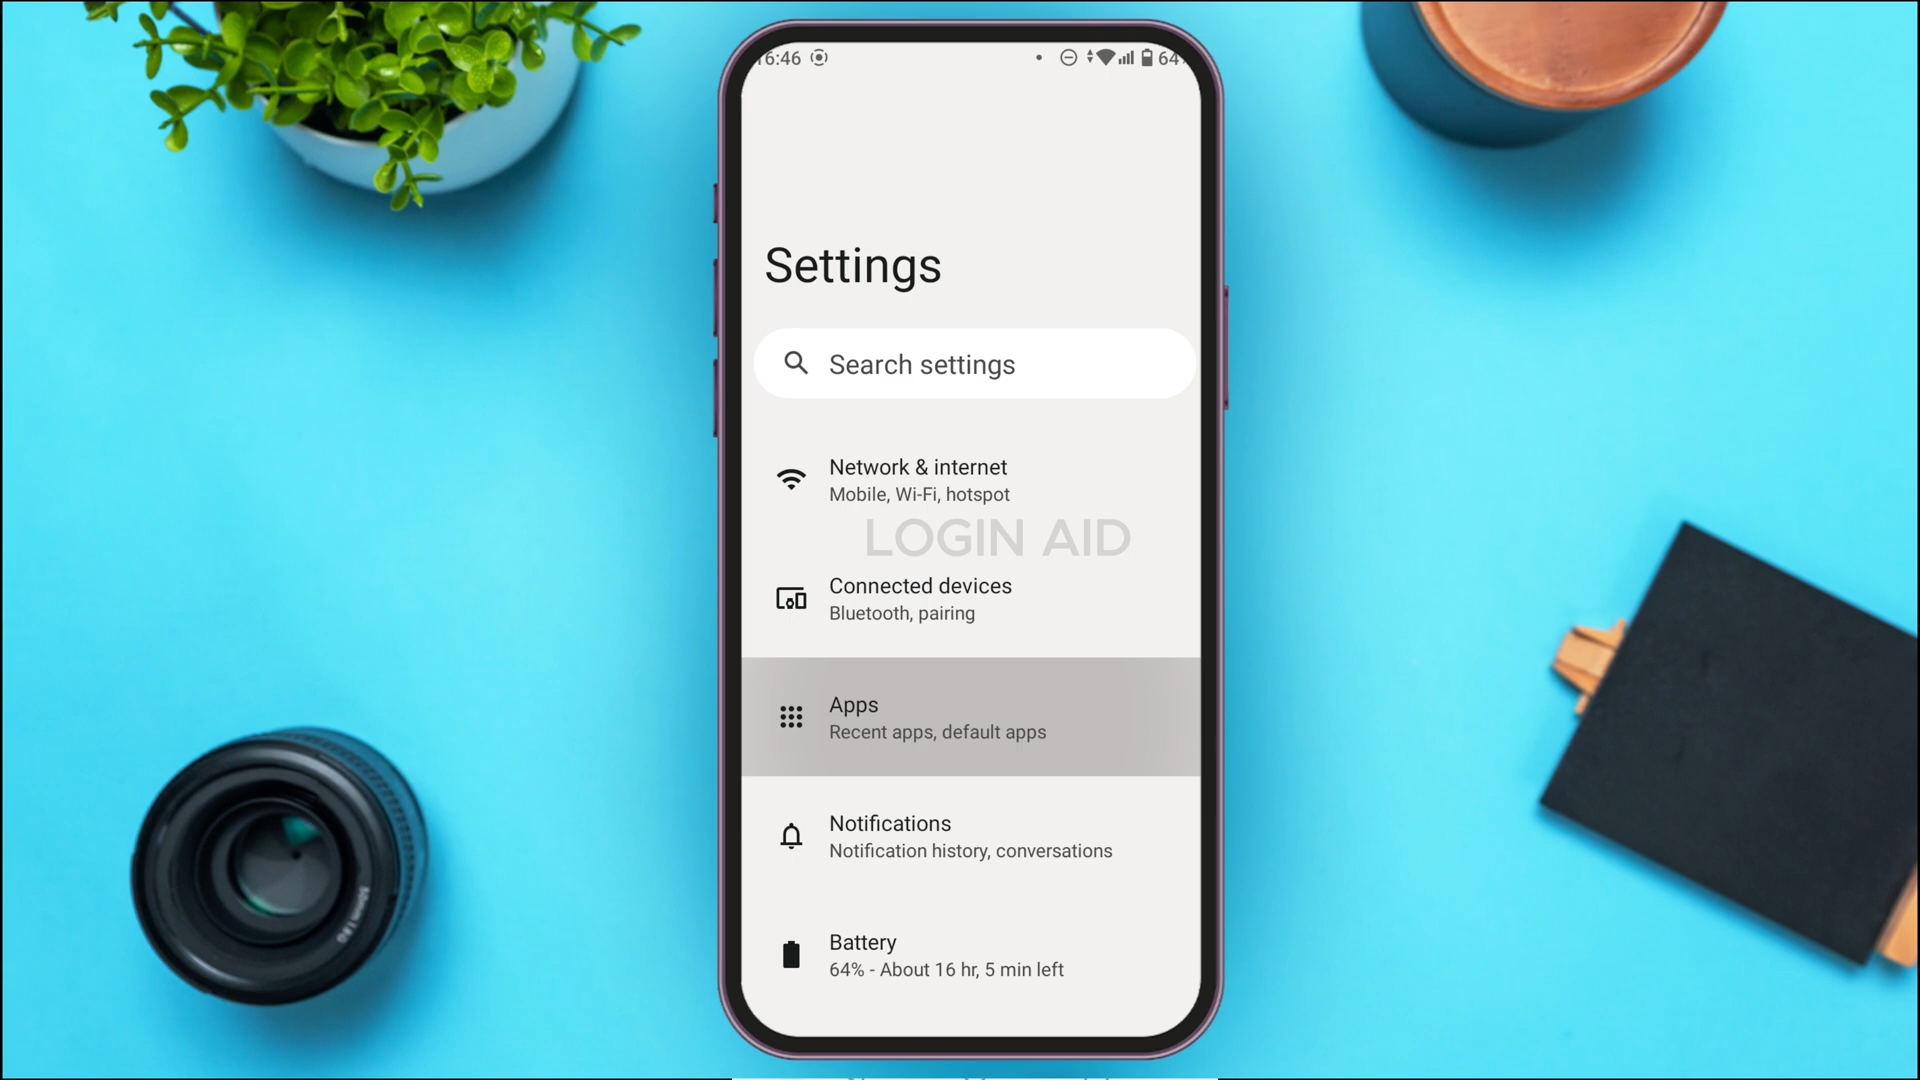 16:46 64
Settings
Search settings
Network & internet
Mobile, Wi-Fi, hotspot
LOGIN AID
Connected devices
Bluetooth, pairing
Apps
Recent apps, default apps
Notifications
Notification history, conversations
Battery
64% - About 16 hr, 5 min left